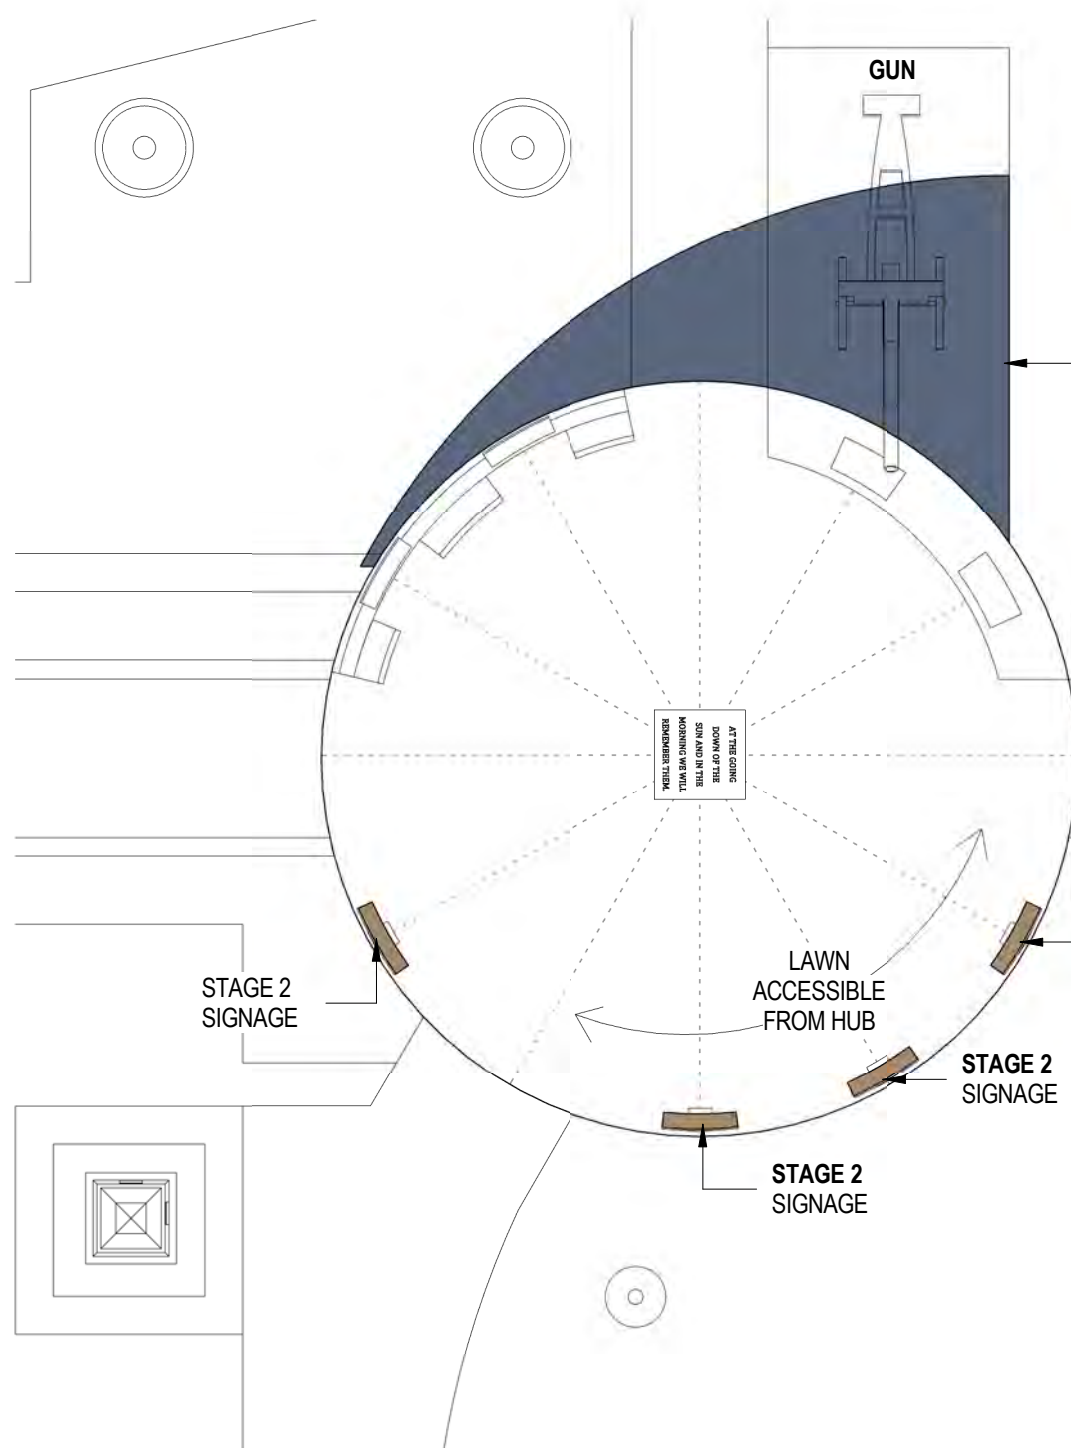 GUN
AT THE GOING
DOWN OF THE
SUN AND IN THE
MORNING WE WILL
REMEMBER THEM.
LAWN
ACCESSIBLE
FROM HUB
STAGE 2
SIGNAGE
STAGE 2
SIGNAGE
STAGE 2
SIGNAGE